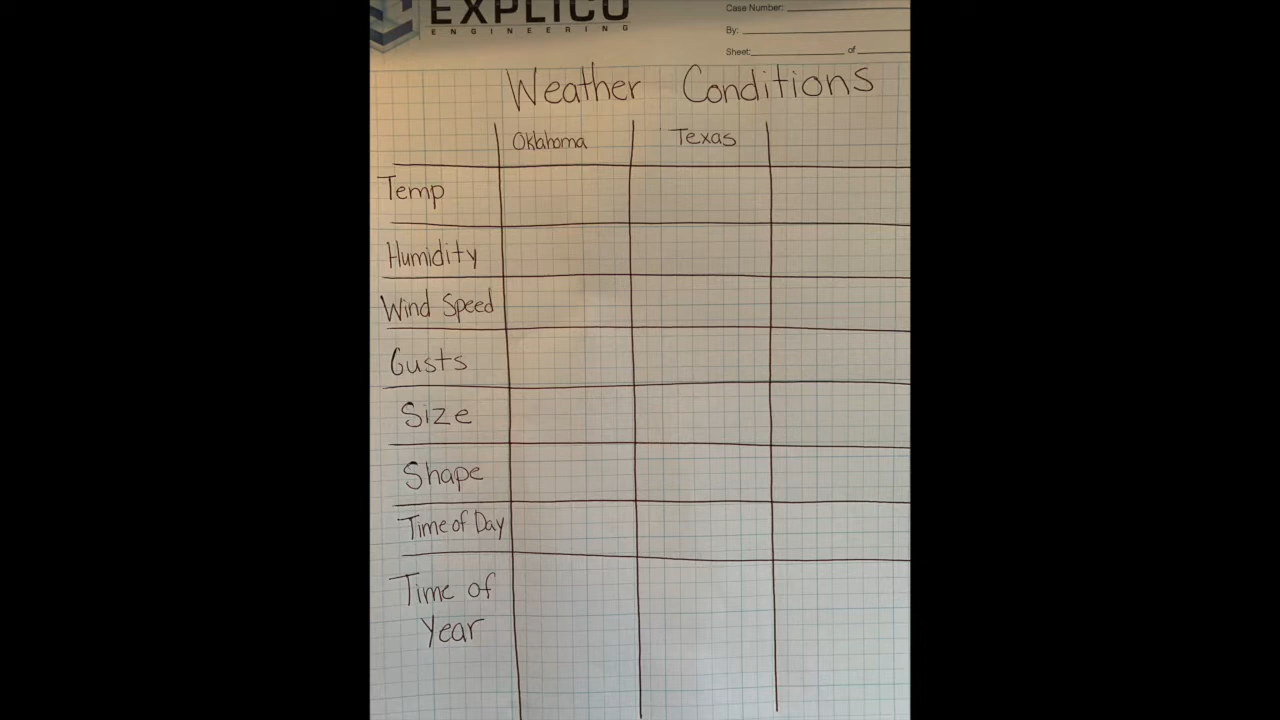 EXPLICO
ENGINEERING
Case Number:
By:
Sheet: of
Weather Conditions
Oklahoma Texas
Temp
Humidity
Wind Speed
Gusts
Size
Shape
Time of Day
Time of
Year